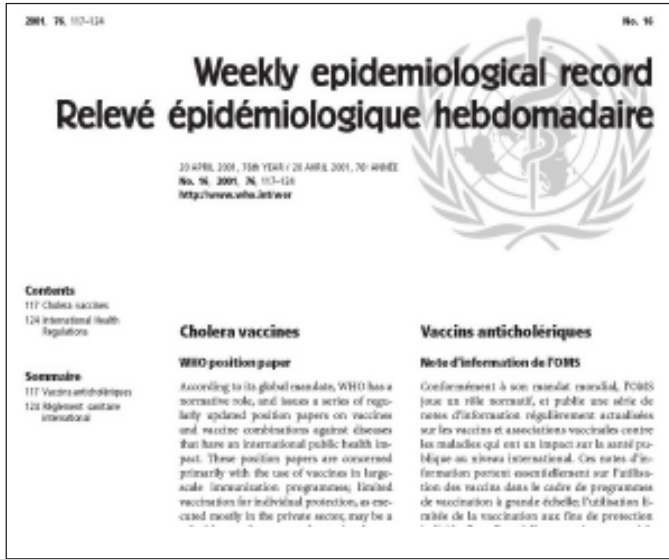 2001, 76, 117–124
No. 16
Weekly epidemiological record
Relevé épidémiologique hebdomadaire
20 APRIL 2001, 76th YEAR / 20 AVRIL 2001, 76e ANNÉE
No. 16, 2001, 76, 117–124
http://www.who.int/wer
Contents
117 Cholera vaccines
124 International Health
Regulations
Sommaire
117 Vaccins anticholériques
124 Règlement sanitaire
international
Cholera vaccines
WHO position paper
According to its global mandate, WHO has a
normative role, and issues a series of regu-
larly updated position papers on vaccines
and vaccine combinations against diseases
that have an international public health im-
pact. These position papers are concerned
primarily with the use of vaccines in large-
scale immunization programmes; limited
vaccination for individual protection, as exe-
cuted mostly in the private sector, may be a
Vaccins anticholériques
Note d'information de l'OMS
Conformément à son mandat mondial, l'OMS
joue un rôle normatif, et publie une série de
notes d'information régulièrement actualisées
sur les vaccins et associations vaccinales contre
les maladies qui ont un impact sur la santé pu-
blique au niveau international. Ces notes d'in-
formation portent essentiellement sur l'utilisa-
tion des vaccins dans le cadre de programmes
de vaccination à grande échelle; l'utilisation li-
mitée de la vaccination aux fins de protection